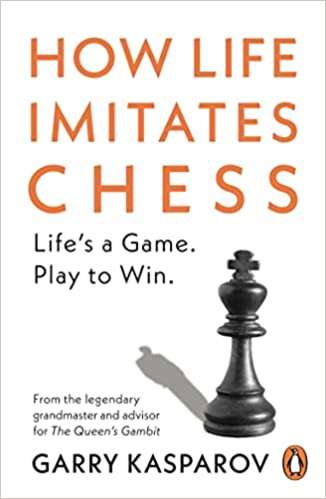 HOW LIFE
IMITATES
CHESS
Life's a Game.
Play to Win.
From the legendary
grandmaster and advisor
for The Queen's Gambit
GARRY KASPAROV